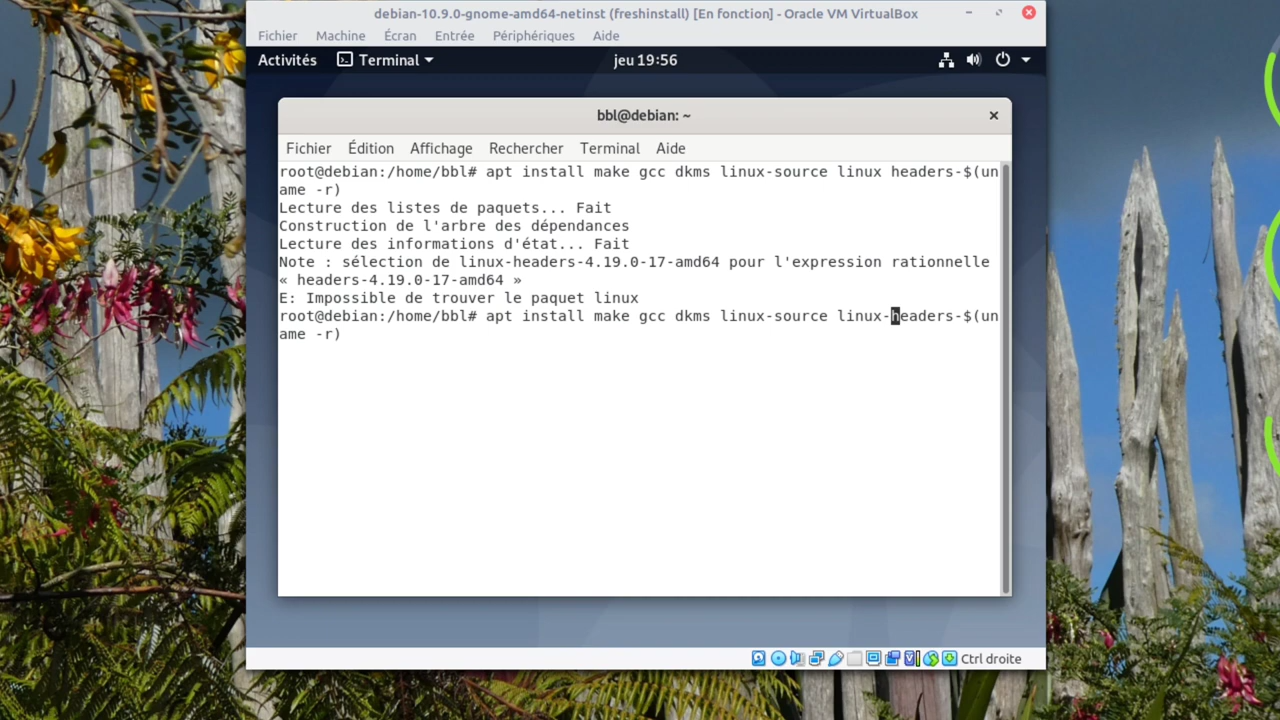 debian-10.9.0-gnome-amd64-netinst (freshinstall) [En fonction] - Oracle VM VirtualBox
Fichier Machine Écran Entrée Périphériques Aide
Activités Terminal jeu 19:56
bbl@debian: ~
Fichier Édition Affichage Rechercher Terminal Aide
root@debian:/home/bbl# apt install make gcc dkms linux-source linux headers-$(un
ame -r)
Lecture des listes de paquets... Fait
Construction de l'arbre des dépendances
Lecture des informations d'état... Fait
Note : sélection de linux-headers-4.19.0-17-amd64 pour l'expression rationnelle
« headers-4.19.0-17-amd64 »
E: Impossible de trouver le paquet linux
root@debian:/home/bbl# apt install make gcc dkms linux-source linux-headers-$(un
ame -r)
Ctrl droite